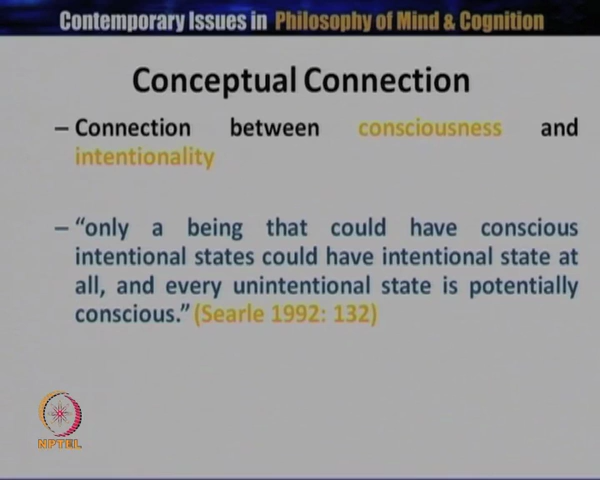 Contemporary Issues in Philosophy of Mind & Cognition
Conceptual Connection
– Connection between consciousness and
intentionality
– “only a being that could have conscious
intentional states could have intentional state at
all, and every unintentional state is potentially
conscious.” (Searle 1992: 132)
NPTEL